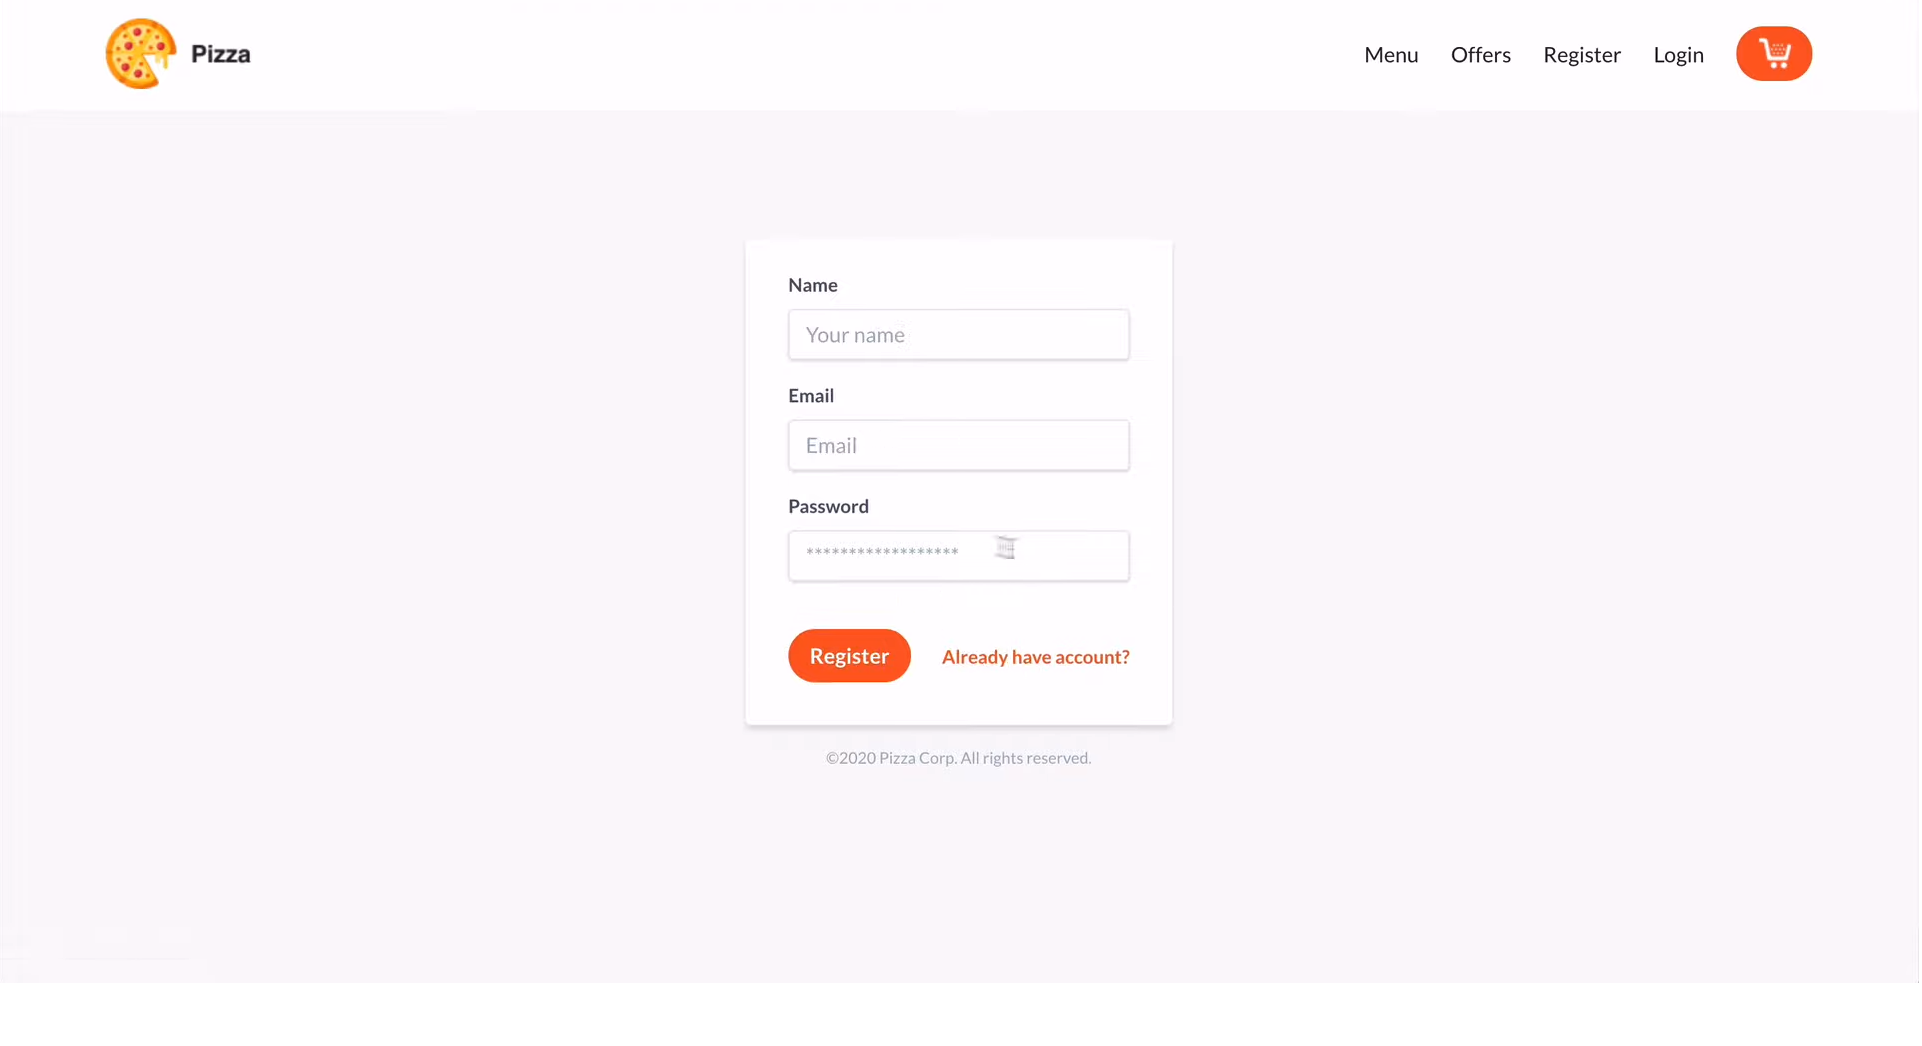 Pizza
Menu Offers Register Login
Name
Your name
Email
Email
Password
******************
Register Already have account?
©2020 Pizza Corp. All rights reserved.